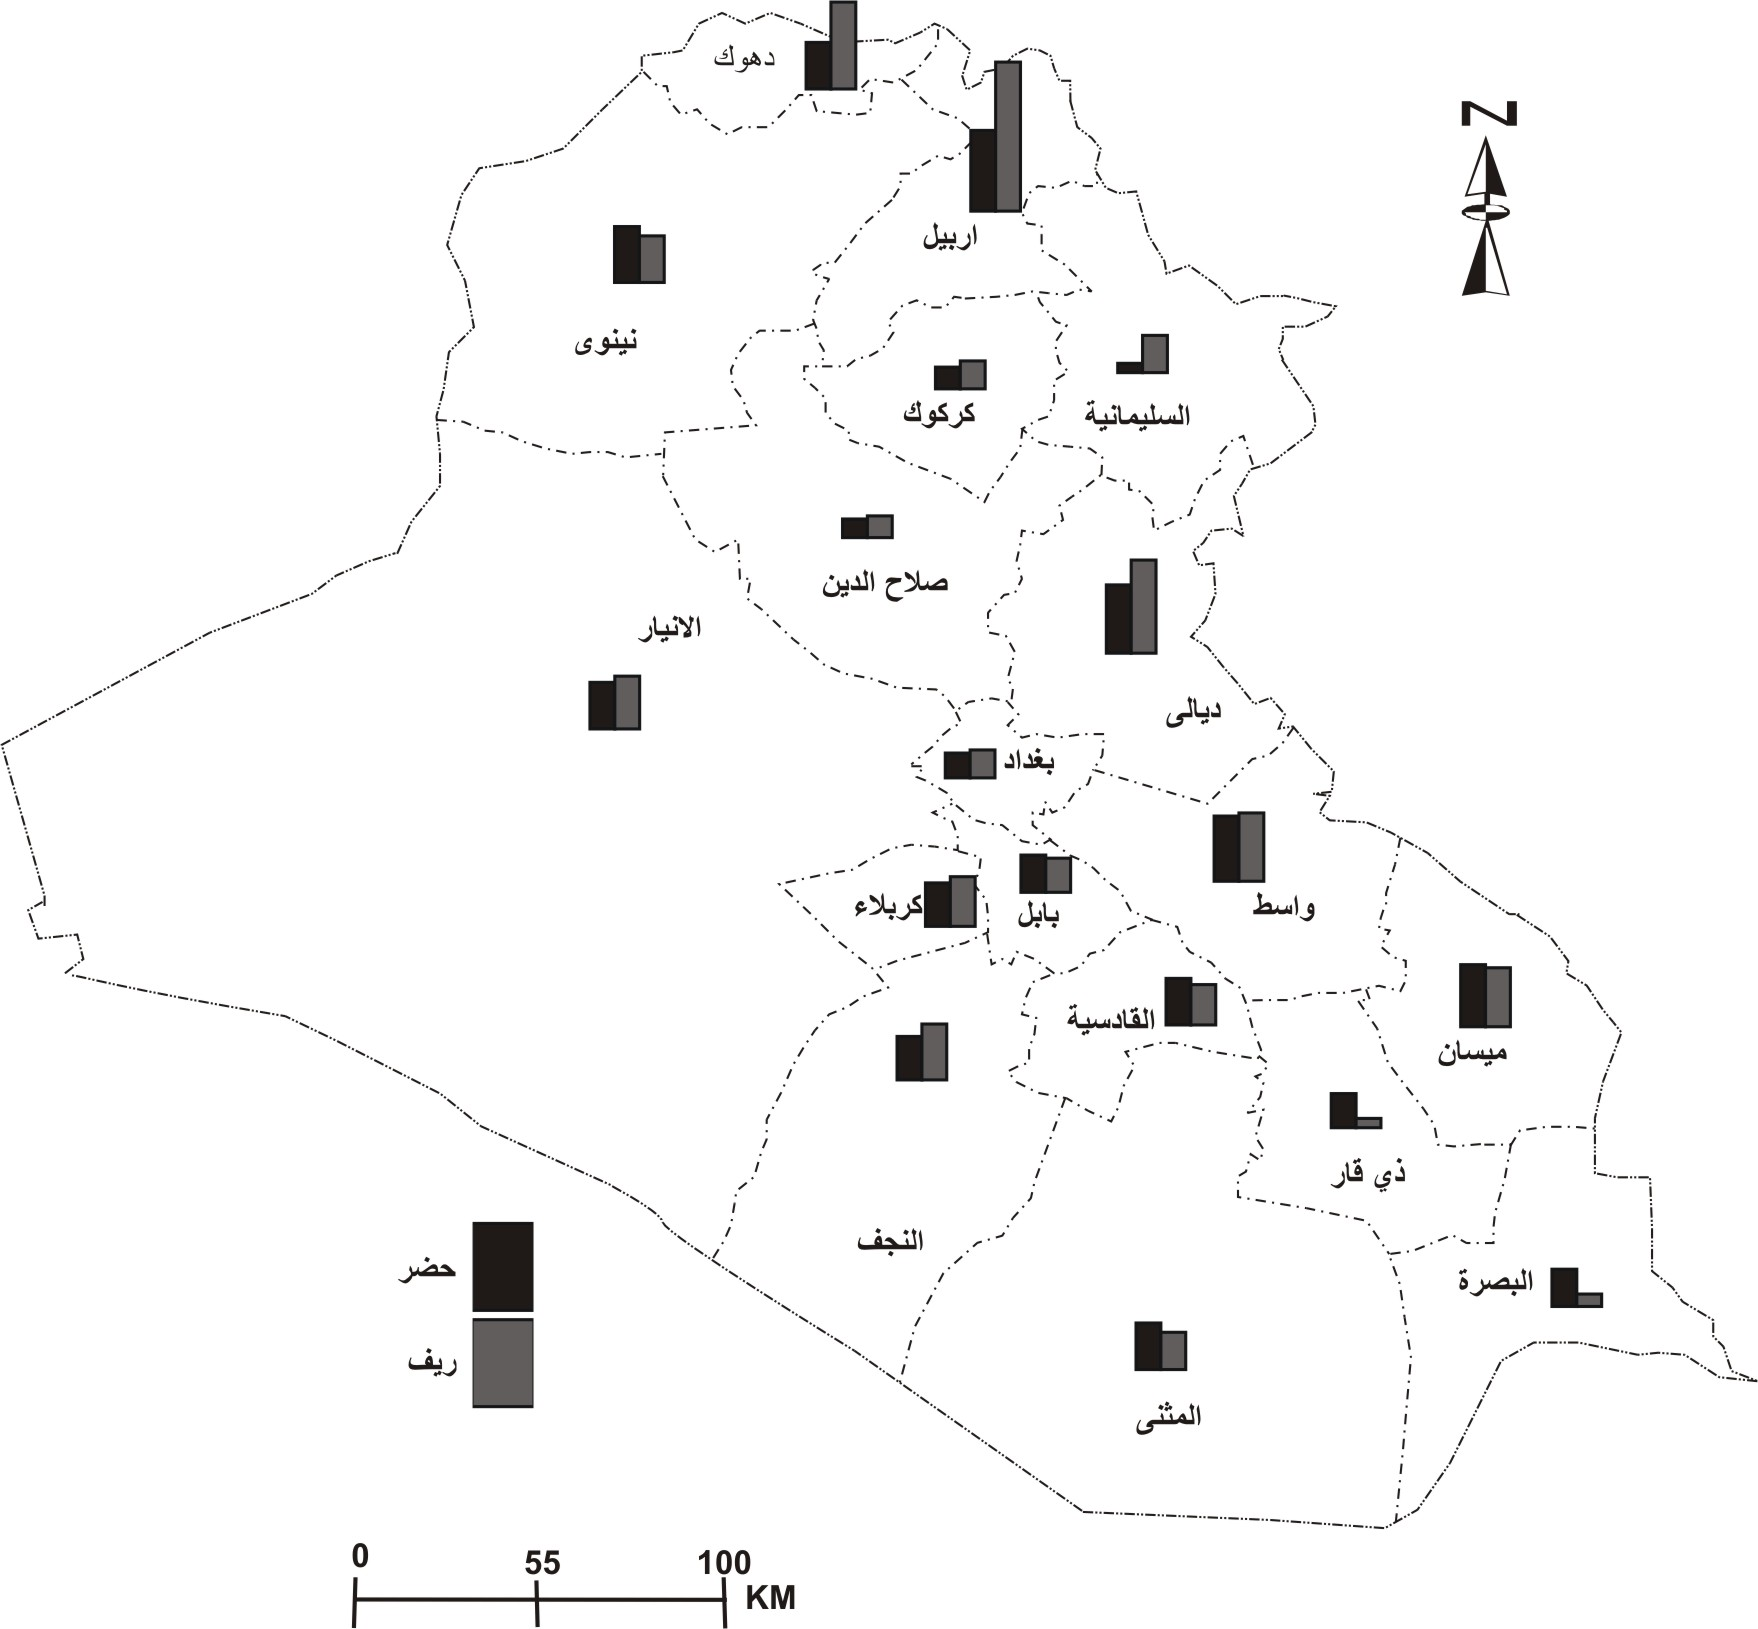 دهوك
N
اربيل
نينوى
كركوك
السليمانية
صلاح الدين
الانيار
ديالى
بغداد
كربلاء
بابل
واسط
القادسية
ميسان
ذي قار
النجف
البصرة
حضر
ريف
المثنى
0 55 100
KM